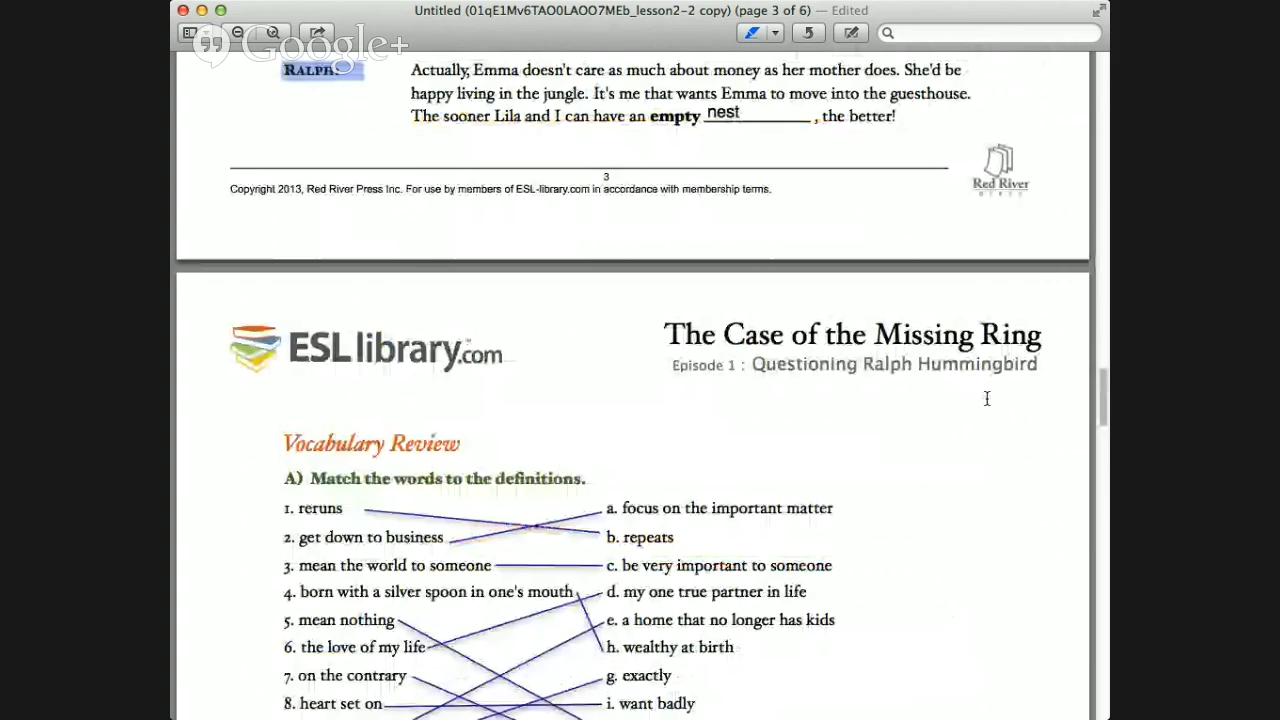 Untitled (01qE1Mv6TAO0LAOO7MEb_lesson2-2 copy) (page 3 of 6) — Edited
Google+
RALPH:
Actually, Emma doesn't care as much about money as her mother does. She'd be
happy living in the jungle. It's me that wants Emma to move into the guesthouse.
The sooner Lila and I can have an empty nest, the better!
3
Copyright 2013, Red River Press Inc. For use by members of ESL-library.com in accordance with membership terms.
Red River
PRESS
ESL library.com
The Case of the Missing Ring
Episode 1 : Questioning Ralph Hummingbird
Vocabulary Review
A) Match the words to the definitions.
1. reruns
a. focus on the important matter
2. get down to business
b. repeats
3. mean the world to someone
c. be very important to someone
4. born with a silver spoon in one's mouth
d. my one true partner in life
5. mean nothing
e. a home that no longer has kids
6. the love of my life
h. wealthy at birth
7. on the contrary
g. exactly
8. heart set on
i. want badly